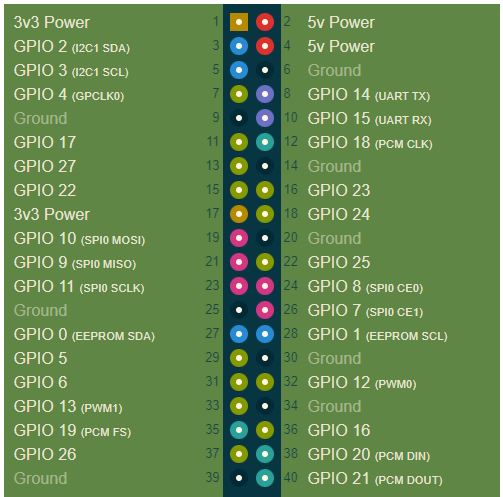 3v3 Power 1 2 5v Power
GPIO 2 (I2C1 SDA) 3 4 5v Power
GPIO 3 (I2C1 SCL) 5 6 Ground
GPIO 4 (GPCLK0) 7 8 GPIO 14 (UART TX)
Ground 9 10 GPIO 15 (UART RX)
GPIO 17 11 12 GPIO 18 (PCM CLK)
GPIO 27 13 14 Ground
GPIO 22 15 16 GPIO 23
3v3 Power 17 18 GPIO 24
GPIO 10 (SPI0 MOSI) 19 20 Ground
GPIO 9 (SPI0 MISO) 21 22 GPIO 25
GPIO 11 (SPI0 SCLK) 23 24 GPIO 8 (SPI0 CE0)
Ground 25 26 GPIO 7 (SPI0 CE1)
GPIO 0 (EEPROM SDA) 27 28 GPIO 1 (EEPROM SCL)
GPIO 5 29 30 Ground
GPIO 6 31 32 GPIO 12 (PWM0)
GPIO 13 (PWM1) 33 34 Ground
GPIO 19 (PCM FS) 35 36 GPIO 16
GPIO 26 37 38 GPIO 20 (PCM DIN)
Ground 39 40 GPIO 21 (PCM DOUT)